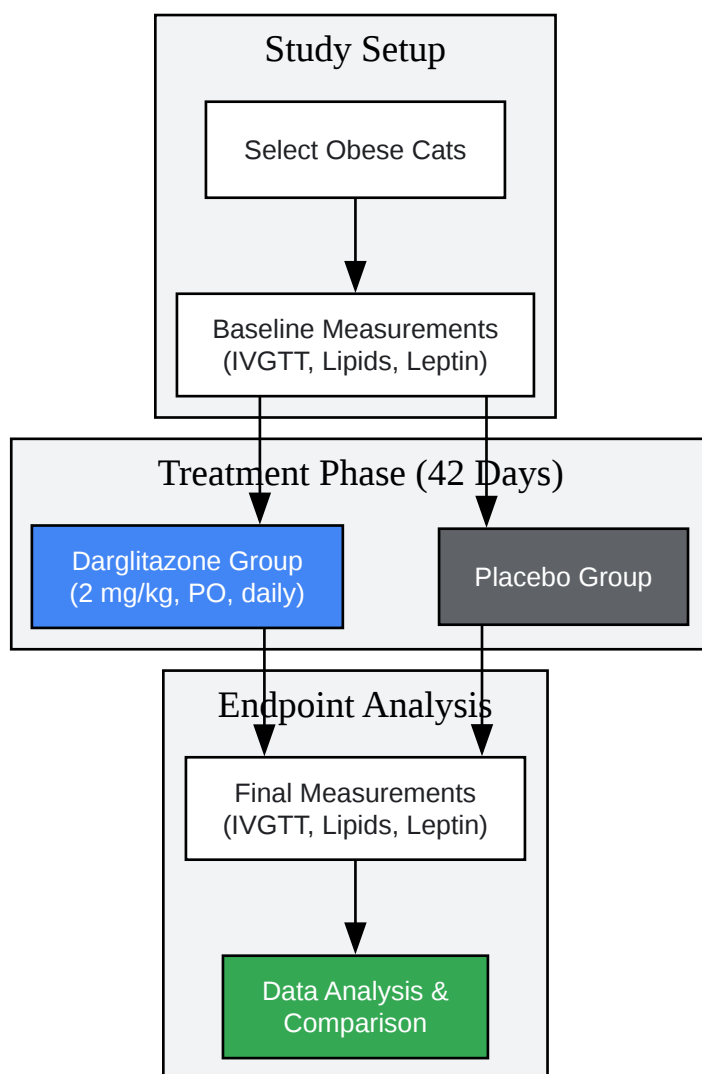 Study Setup
Select Obese Cats
Baseline Measurements
(IVGTT, Lipids, Leptin)
Treatment Phase (42 Days)
Darglitazone Group
(2 mg/kg, PO, daily)
Placebo Group
Endpoint Analysis
Final Measurements
(IVGTT, Lipids, Leptin)
Data Analysis &
Comparison